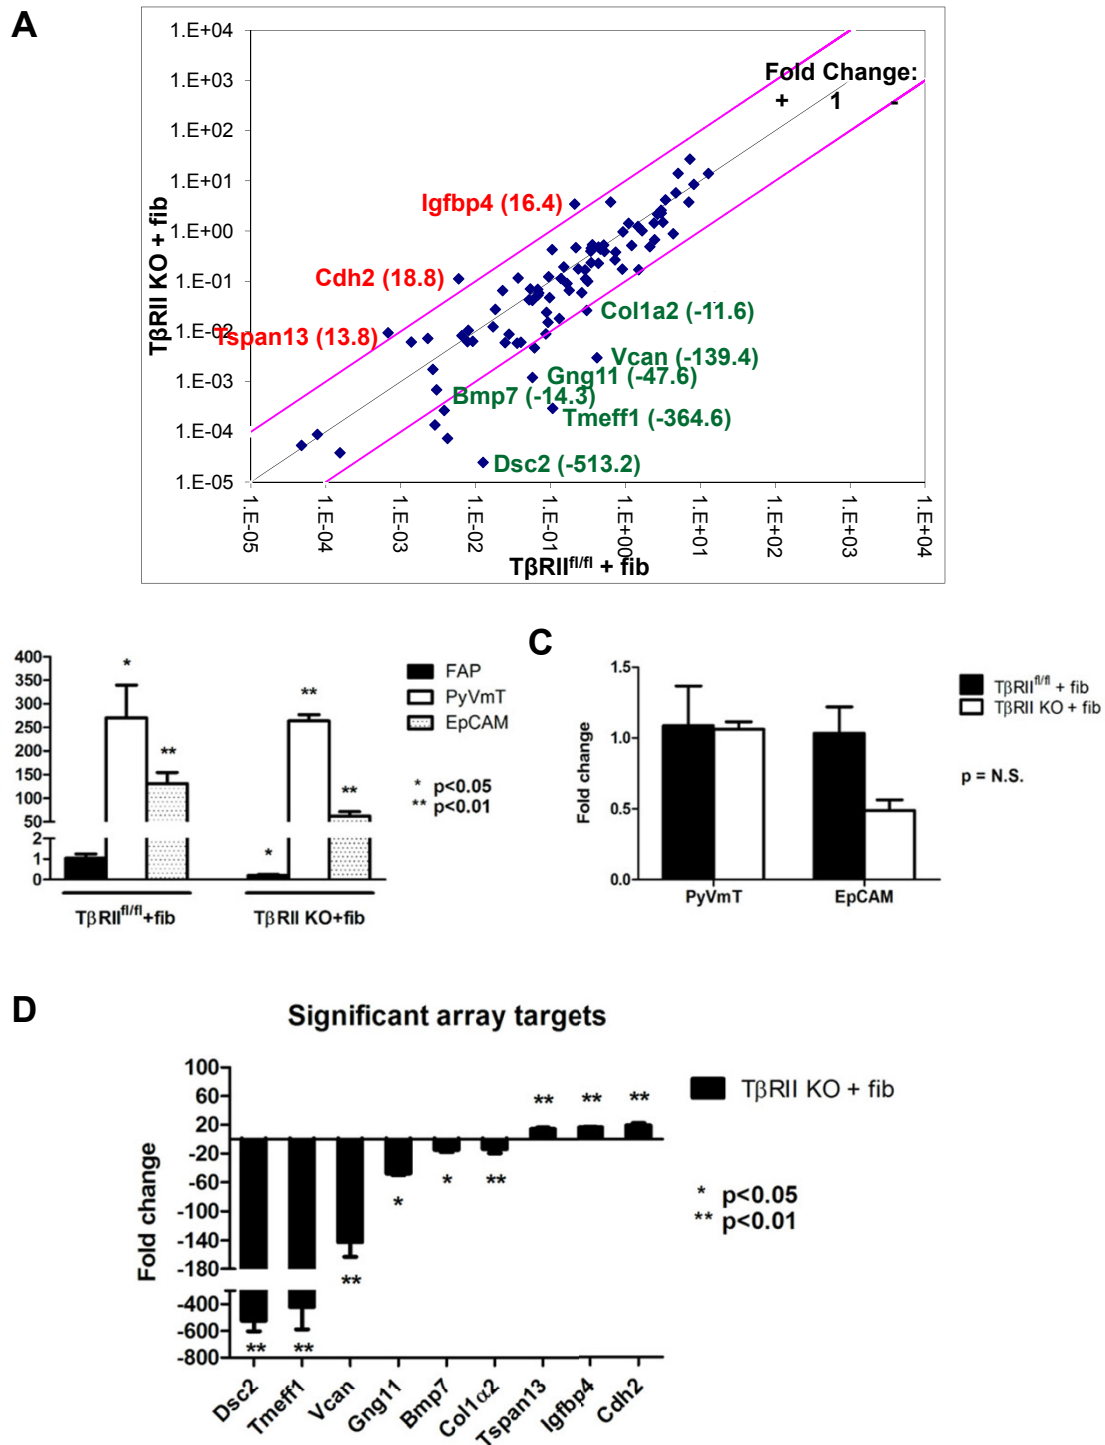 A
1.E+04
1.E+03
1.E+02
1.E+01
1.E+00
1.E-01
1.E-02
1.E-03
1.E-04
1.E-05
TβRII KO + fib
Fold Change:
+ 1 -
Igfbp4 (16.4)
Cdh2 (18.8)
Tspan13 (13.8)
Col1a2 (-11.6)
Vcan (-139.4)
Gng11 (-47.6)
Bmp7 (-14.3)
Tmeff1 (-364.6)
Dsc2 (-513.2)
1.E-05
1.E-04
1.E-03
1.E-02
1.E-01
1.E+00
1.E+01
1.E+02
1.E+03
1.E+04
TβRII fl/fl + fib
400
350
300
250
200
150
100
50
2
1
0
*
**
**
**
*
FAP
PyVmT
EpCAM
* p<0.05
** p<0.01
TβRII fl/fl +fib
TβRII KO+fib
C
1.5
1.0
0.5
0.0
Fold change
PyVmT
EpCAM
TβRII fl/fl + fib
TβRII KO + fib
p = N.S.
D
Significant array targets
100
60
20
-20
-60
-100
-140
-180
-400
-600
-800
Fold change
** ** **
* * **
**
** **
TβRII KO + fib
* p<0.05
** p<0.01
Dsc2
Tmeff1
Vcan
Gng11
Bmp7
Col1α2
Tspan13
Igfbp4
Cdh2